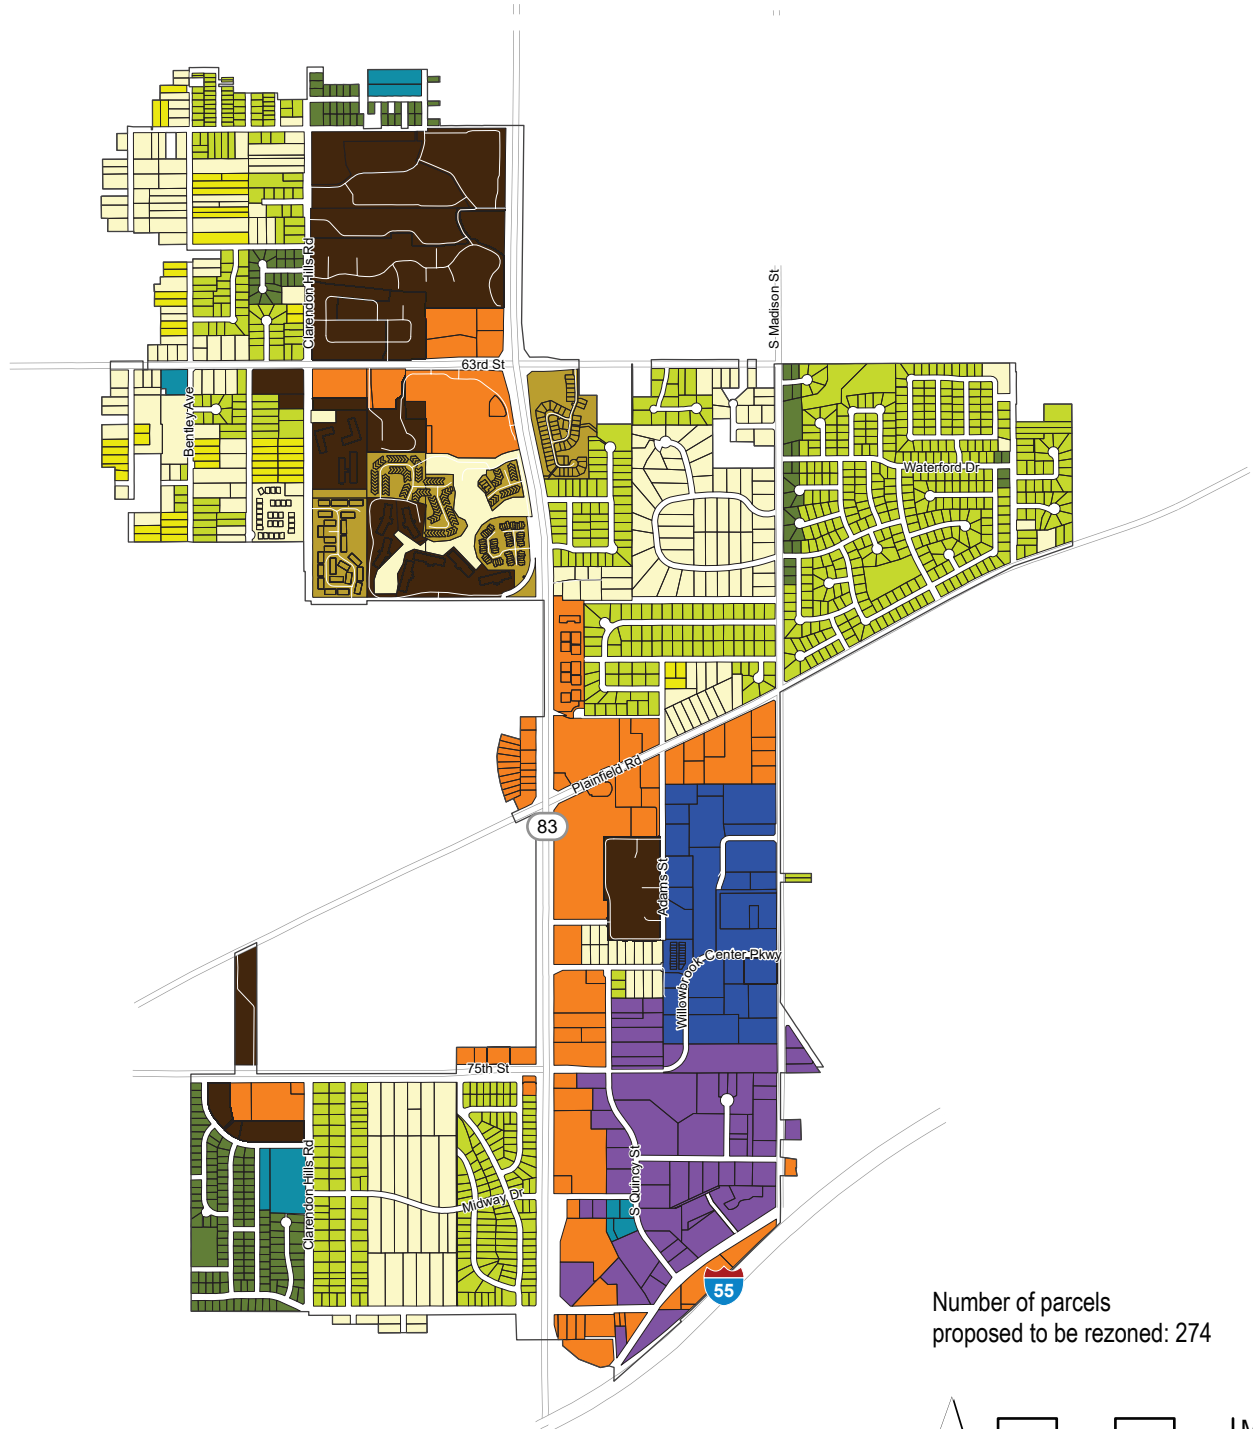 S Madison St
Clarendon Hills Rd
63rd St
Bentley Ave
Waterford Dr
Plainfield Rd
83
Adams St
Willowbrook Center Pkwy
75th St
Clarendon Hills Rd
S Quincy St
Midway Dr
55
Number of parcels
proposed to be rezoned: 274